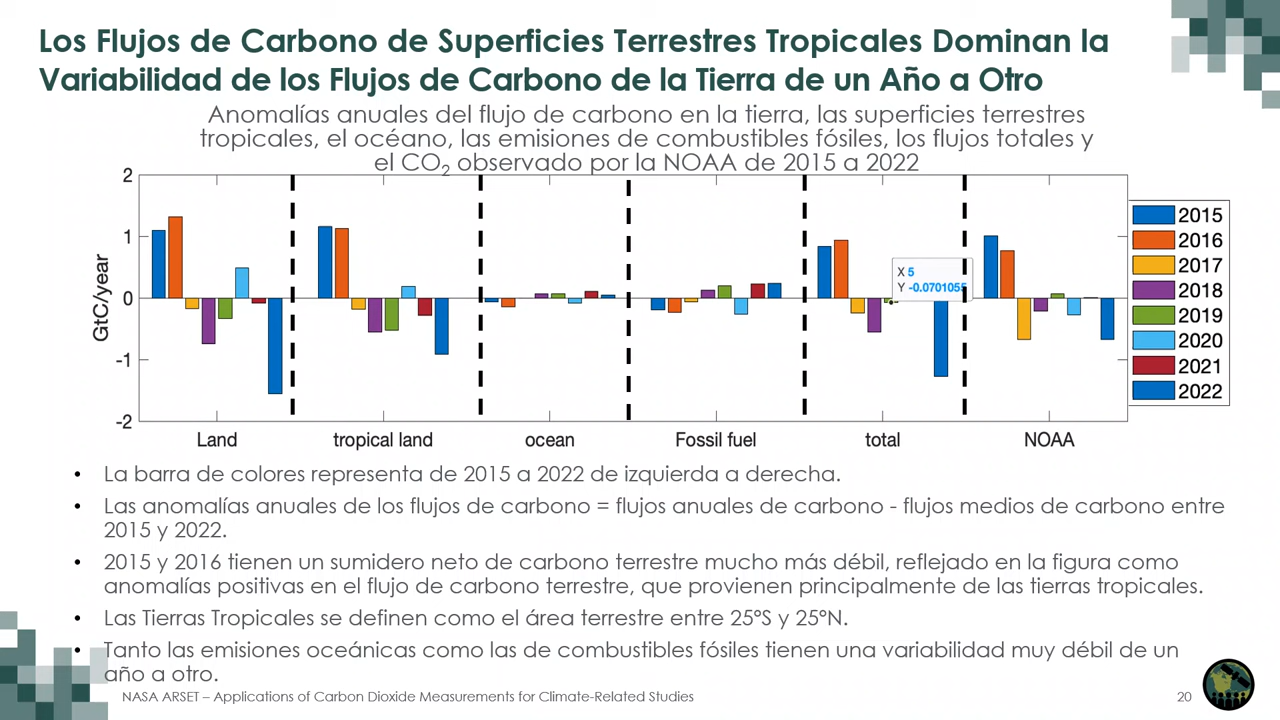 Los Flujos de Carbono de Superficies Terrestres Tropicales Dominan la
Variabilidad de los Flujos de Carbono de la Tierra de un Año a Otro
Anomalías anuales del flujo de carbono en la tierra, las superficies terrestres
tropicales, el océano, las emisiones de combustibles fósiles, los flujos totales y
el CO₂ observado por la NOAA de 2015 a 2022
2
1
0
-1
-2
GtC/year
X 5
Y -0.0701055
Land
tropical land
ocean
Fossil fuel
total
NOAA
2015
2016
2017
2018
2019
2020
2021
2022
• La barra de colores representa de 2015 a 2022 de izquierda a derecha.
• Las anomalías anuales de los flujos de carbono = flujos anuales de carbono - flujos medios de carbono entre
2015 y 2022.
• 2015 y 2016 tienen un sumidero neto de carbono terrestre mucho más débil, reflejado en la figura como
anomalías positivas en el flujo de carbono terrestre, que provienen principalmente de las tierras tropicales.
• Las Tierras Tropicales se definen como el área terrestre entre 25°S y 25°N.
• Tanto las emisiones oceánicas como las de combustibles fósiles tienen una variabilidad muy débil de un
año a otro.
NASA ARSET – Applications of Carbon Dioxide Measurements for Climate-Related Studies
20